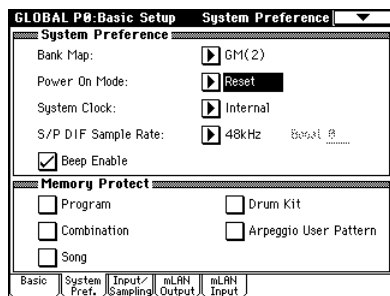 GLOBAL P0:Basic Setup System Preference
System Preference
Bank Map: GM(2)
Power On Mode: Reset
System Clock: Internal
S/P DIF Sample Rate: 48kHz
Beep Enable
Memory Protect
Program Drum Kit
Combination Arpeggio User Pattern
Song
Basic System Pref. Input/Sampling mLAN Output mLAN Input